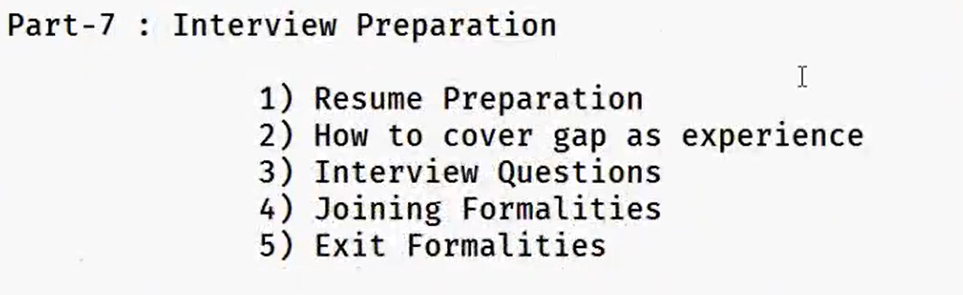 Part-7 : Interview Preparation
1) Resume Preparation
2) How to cover gap as experience
3) Interview Questions
4) Joining Formalities
5) Exit Formalities